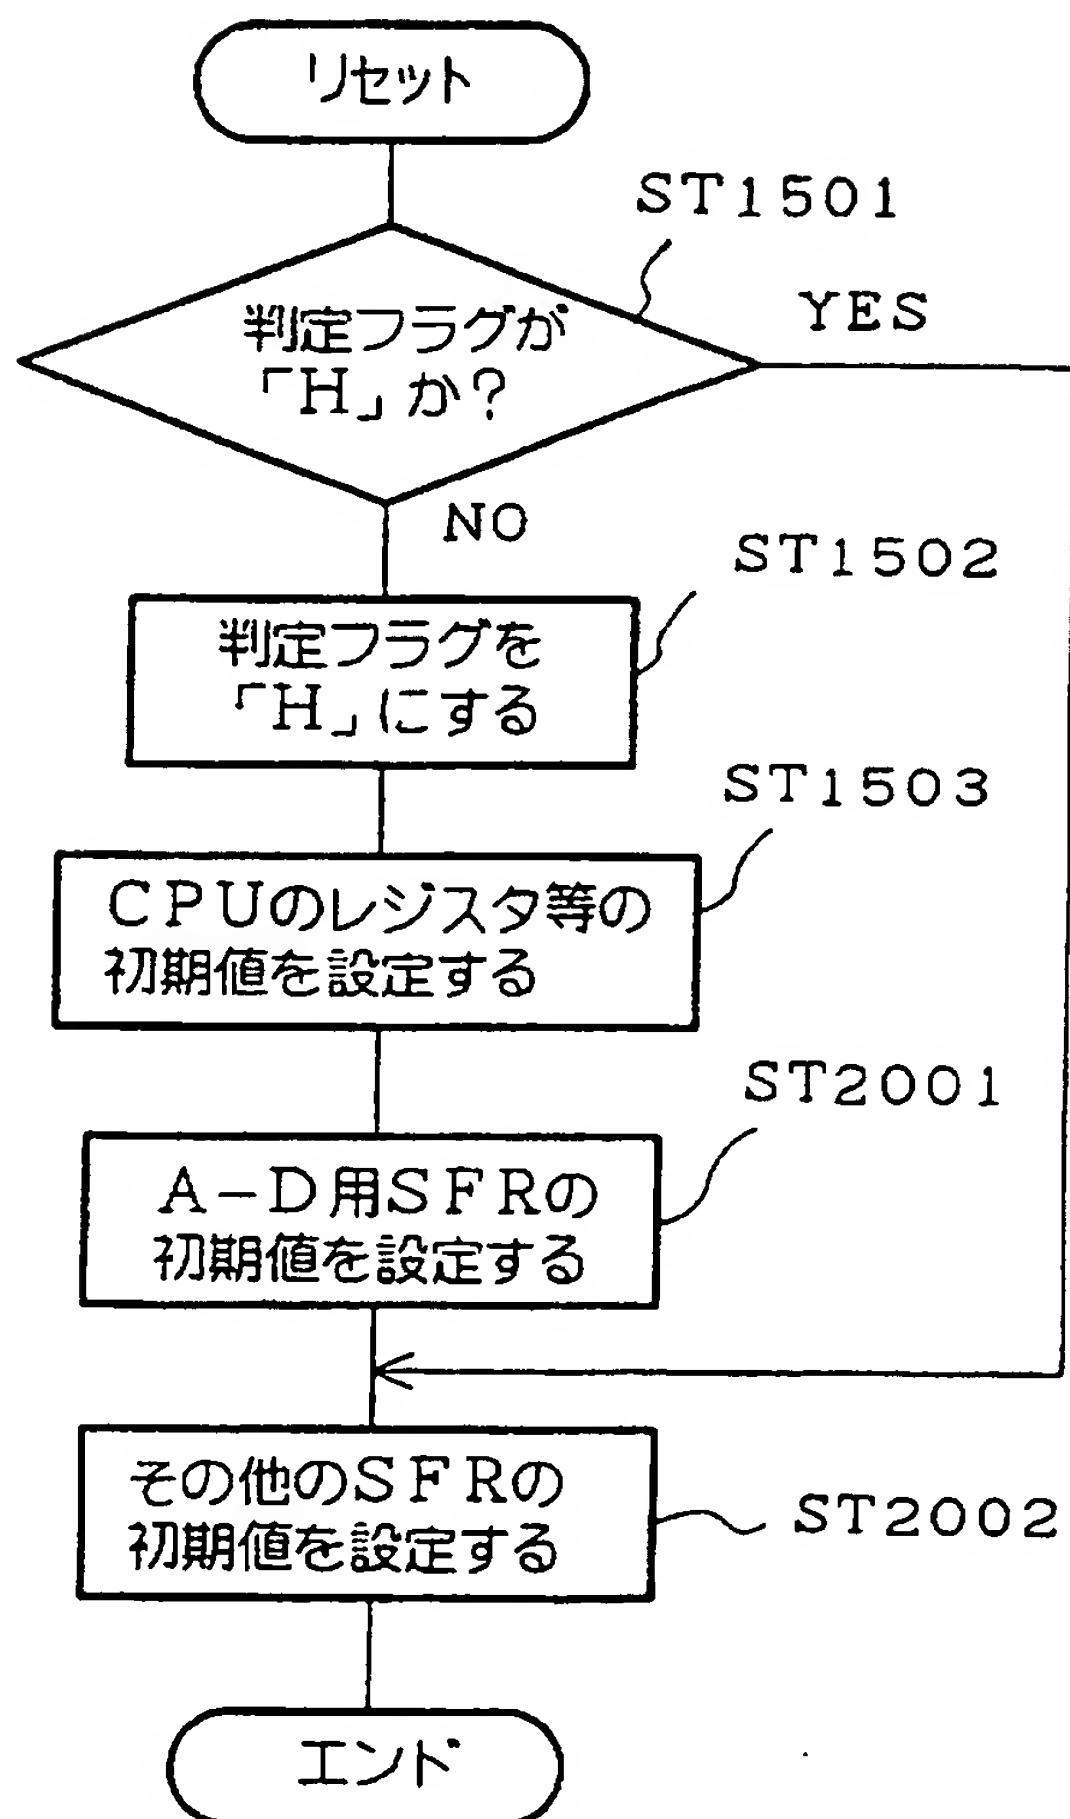 リセット
ST1501
YES
判定フラグが
「H」か?
NO
ST1502
判定フラグを
「H」にする
ST1503
CPUのレジスタ等の
初期値を設定する
ST2001
A-D用SFRの
初期値を設定する
その他のSFRの
初期値を設定する
ST2002
エンド